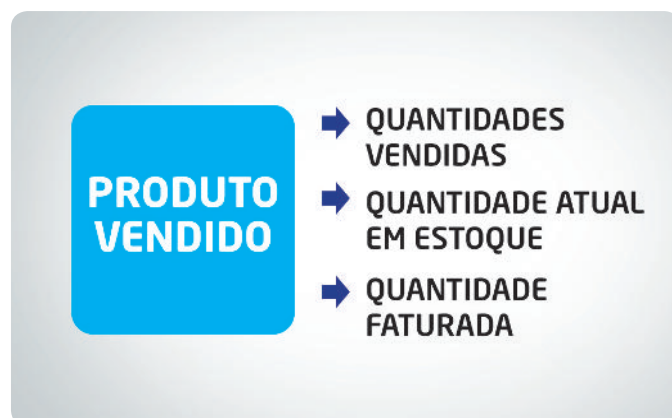 PRODUTO
VENDIDO
QUANTIDADES
VENDIDAS
QUANTIDADE ATUAL
EM ESTOQUE
QUANTIDADE
FATURADA